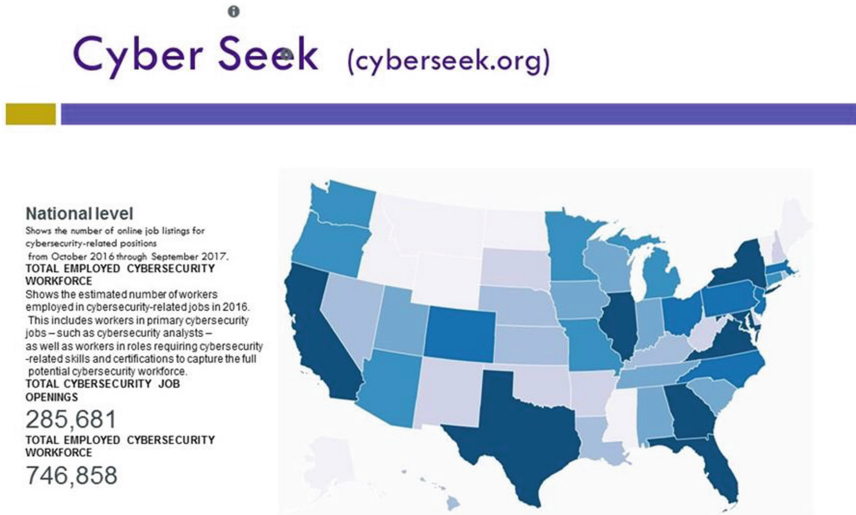 Cyber Seek (cyberseek.org)
National level
Shows the number of online job listings for
cybersecurity-related positions
from October 2016 through September 2017.
TOTAL EMPLOYED CYBERSECURITY
WORKFORCE
Shows the estimated number of workers
employed in cybersecurity-related jobs in 2016.
This includes workers in primary cybersecurity
jobs – such as cybersecurity analysts –
as well as workers in roles requiring cybersecurity
-related skills and certifications to capture the full
potential cybersecurity workforce.
TOTAL CYBERSECURITY JOB
OPENINGS
285,681
TOTAL EMPLOYED CYBERSECURITY
WORKFORCE
746,858